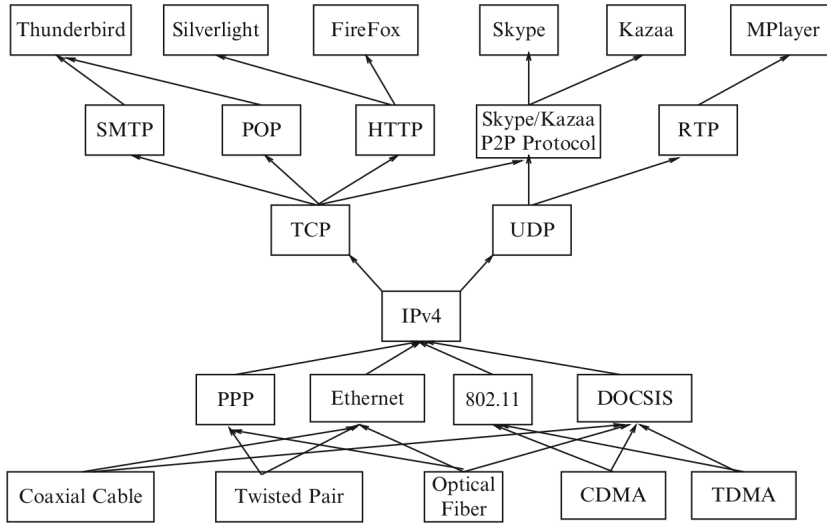 Thunderbird
Silverlight
FireFox
Skype
Kazaa
MPlayer
SMTP
POP
HTTP
Skype/Kazaa
P2P Protocol
RTP
TCP
UDP
IPv4
PPP
Ethernet
802.11
DOCSIS
Coaxial Cable
Twisted Pair
Optical
Fiber
CDMA
TDMA